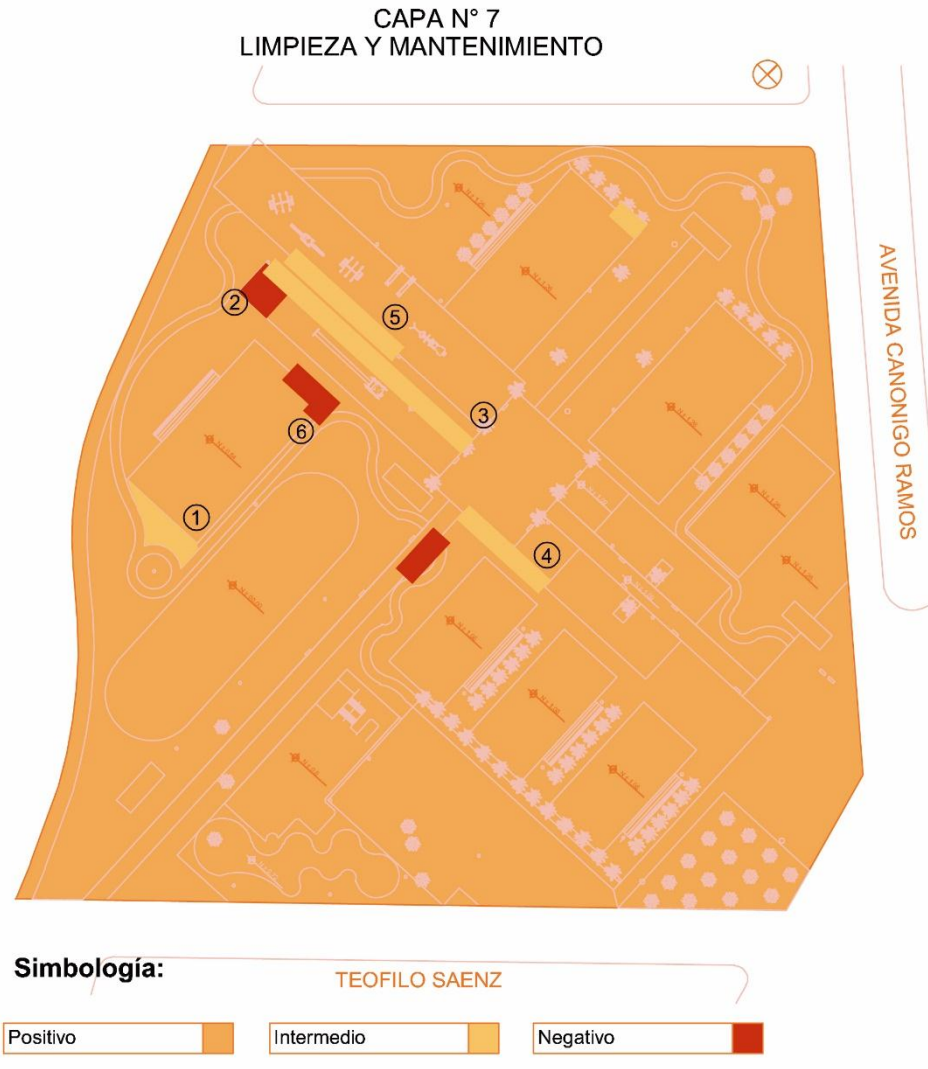 CAPA N° 7
LIMPIEZA Y MANTENIMIENTO
AVENIDA CANONIGO RAMOS
2
5
3
6
1
4
Simbología:
TEOFILO SAENZ
Positivo
Intermedio
Negativo